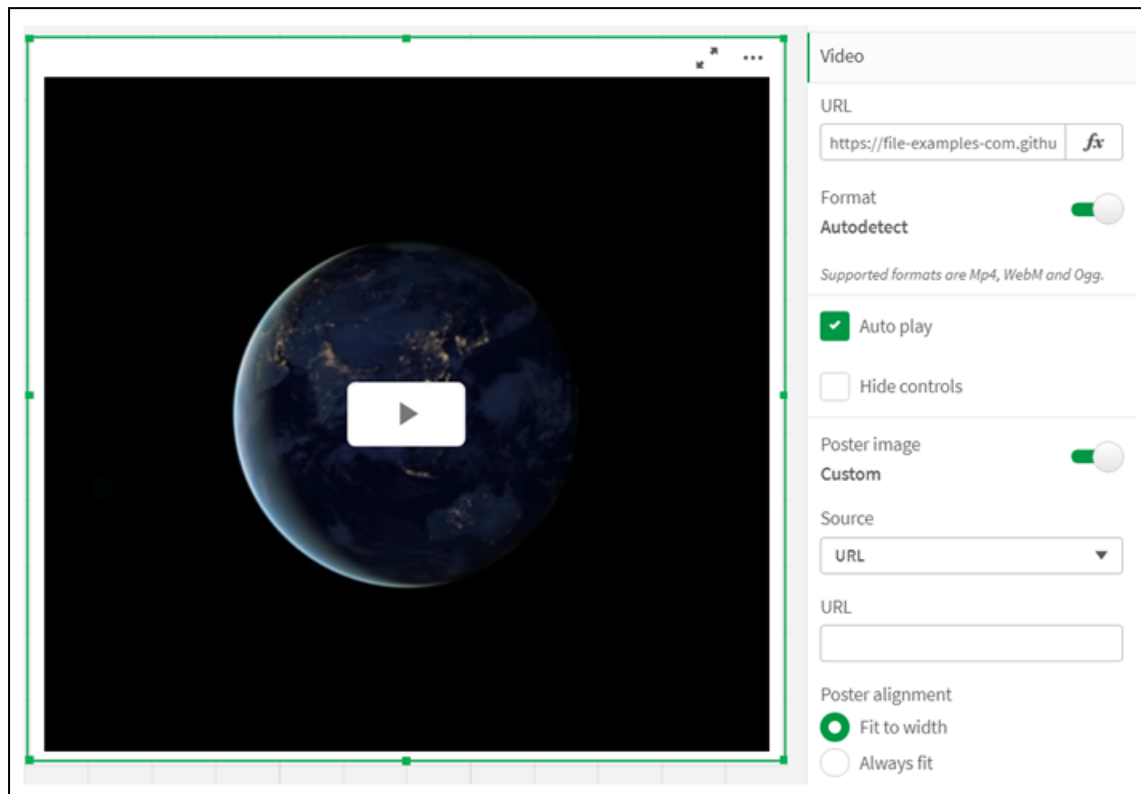 Video
URL
https://file-examples-com.githu
fx
Format
Autodetect
Supported formats are Mp4, WebM and Ogg.
Auto play
Hide controls
Poster image
Custom
Source
URL
URL
Poster alignment
Fit to width
Always fit